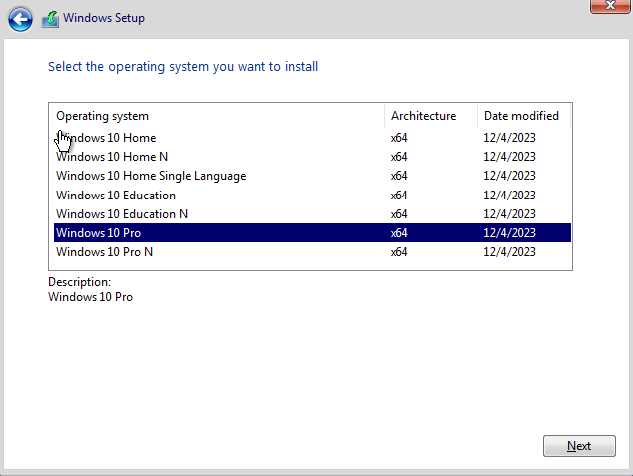 Windows Setup
Select the operating system you want to install
Operating system Architecture Date modified
Windows 10 Home x64 12/4/2023
Windows 10 Home N x64 12/4/2023
Windows 10 Home Single Language x64 12/4/2023
Windows 10 Education x64 12/4/2023
Windows 10 Education N x64 12/4/2023
Windows 10 Pro x64 12/4/2023
Windows 10 Pro N x64 12/4/2023
Description:
Windows 10 Pro
Next